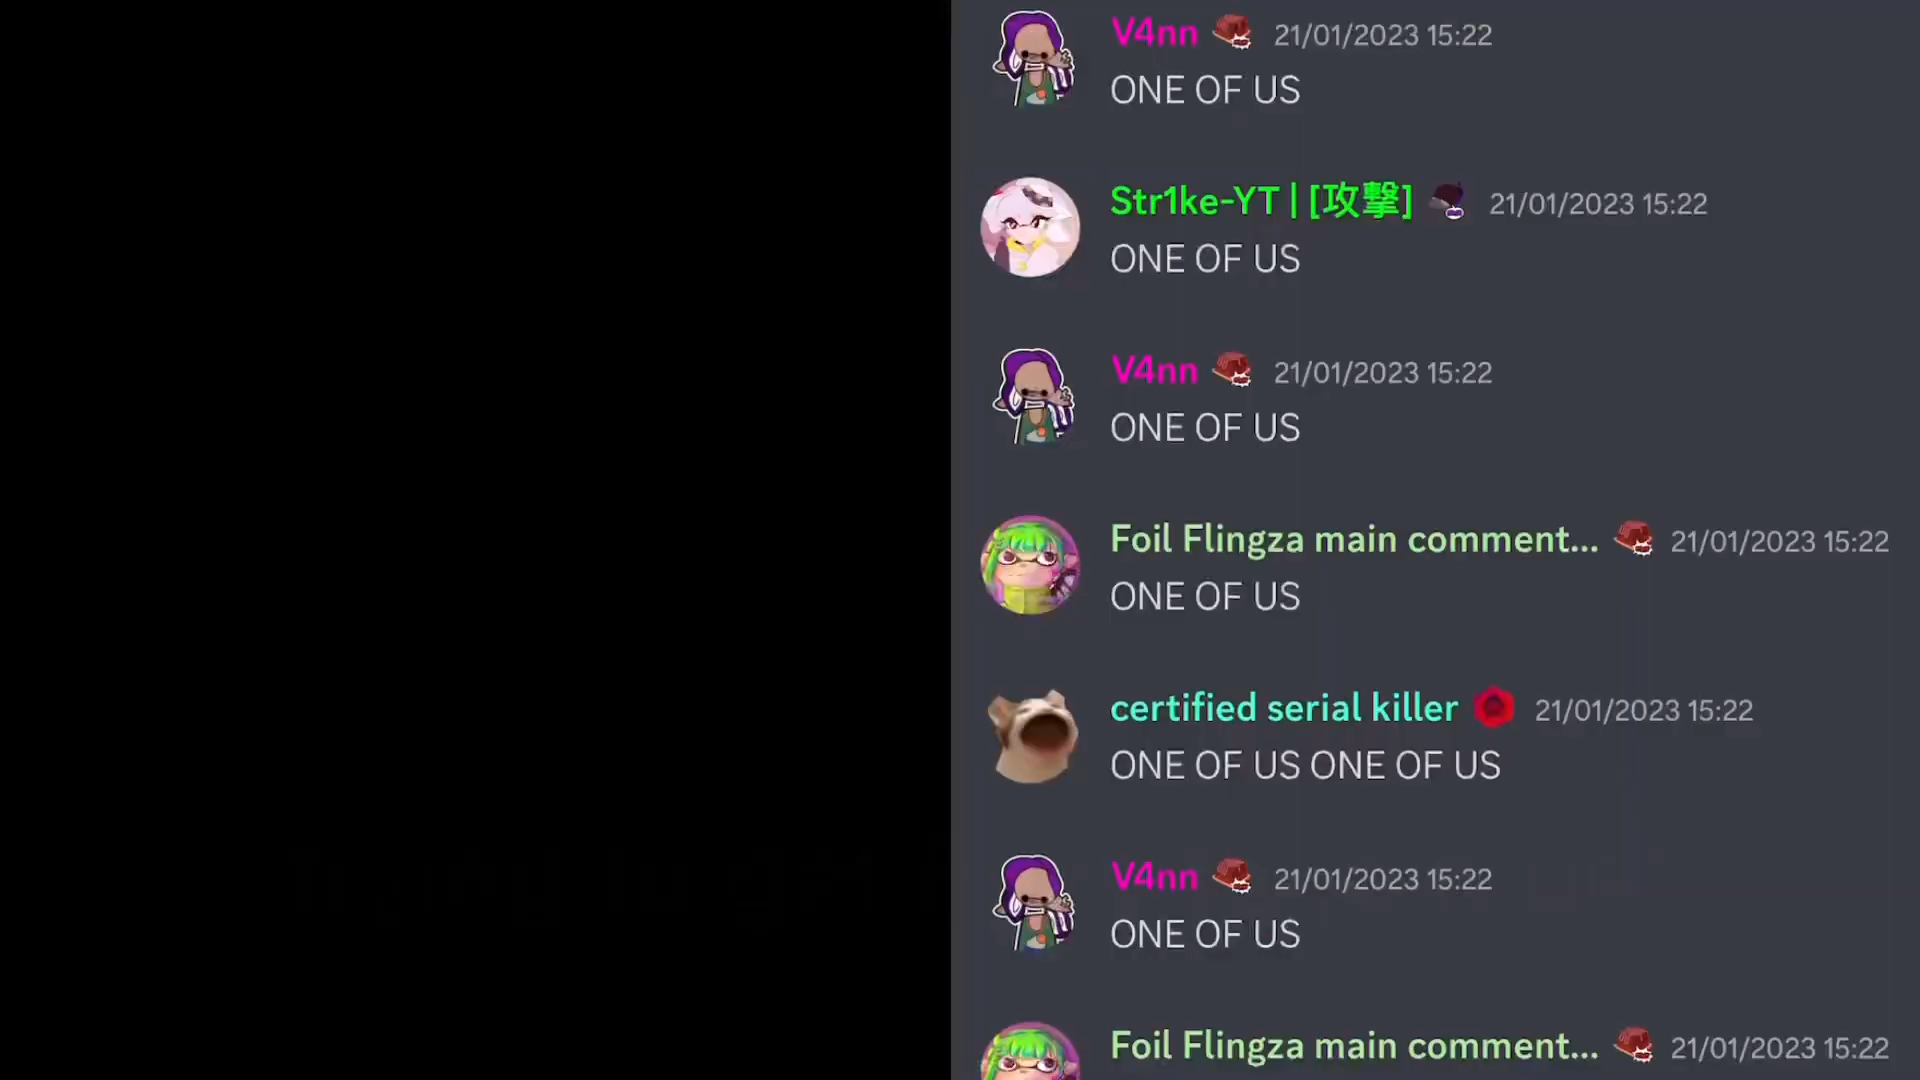 V4nn 21/01/2023 15:22
ONE OF US
Str1ke-YT | [攻撃] 21/01/2023 15:22
ONE OF US
V4nn 21/01/2023 15:22
ONE OF US
Foil Flingza main comment... 21/01/2023 15:22
ONE OF US
certified serial killer 21/01/2023 15:22
ONE OF US ONE OF US
V4nn 21/01/2023 15:22
ONE OF US
Foil Flingza main comment... 21/01/2023 15:22